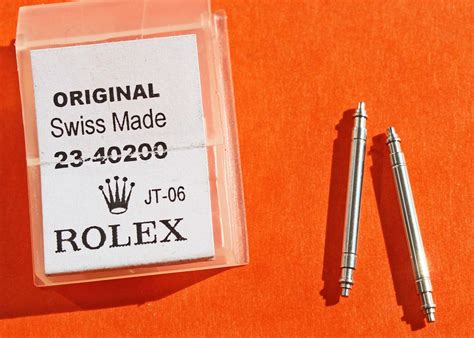 ORIGINAL
Swiss Made
23-40200
JT-06
ROLEX